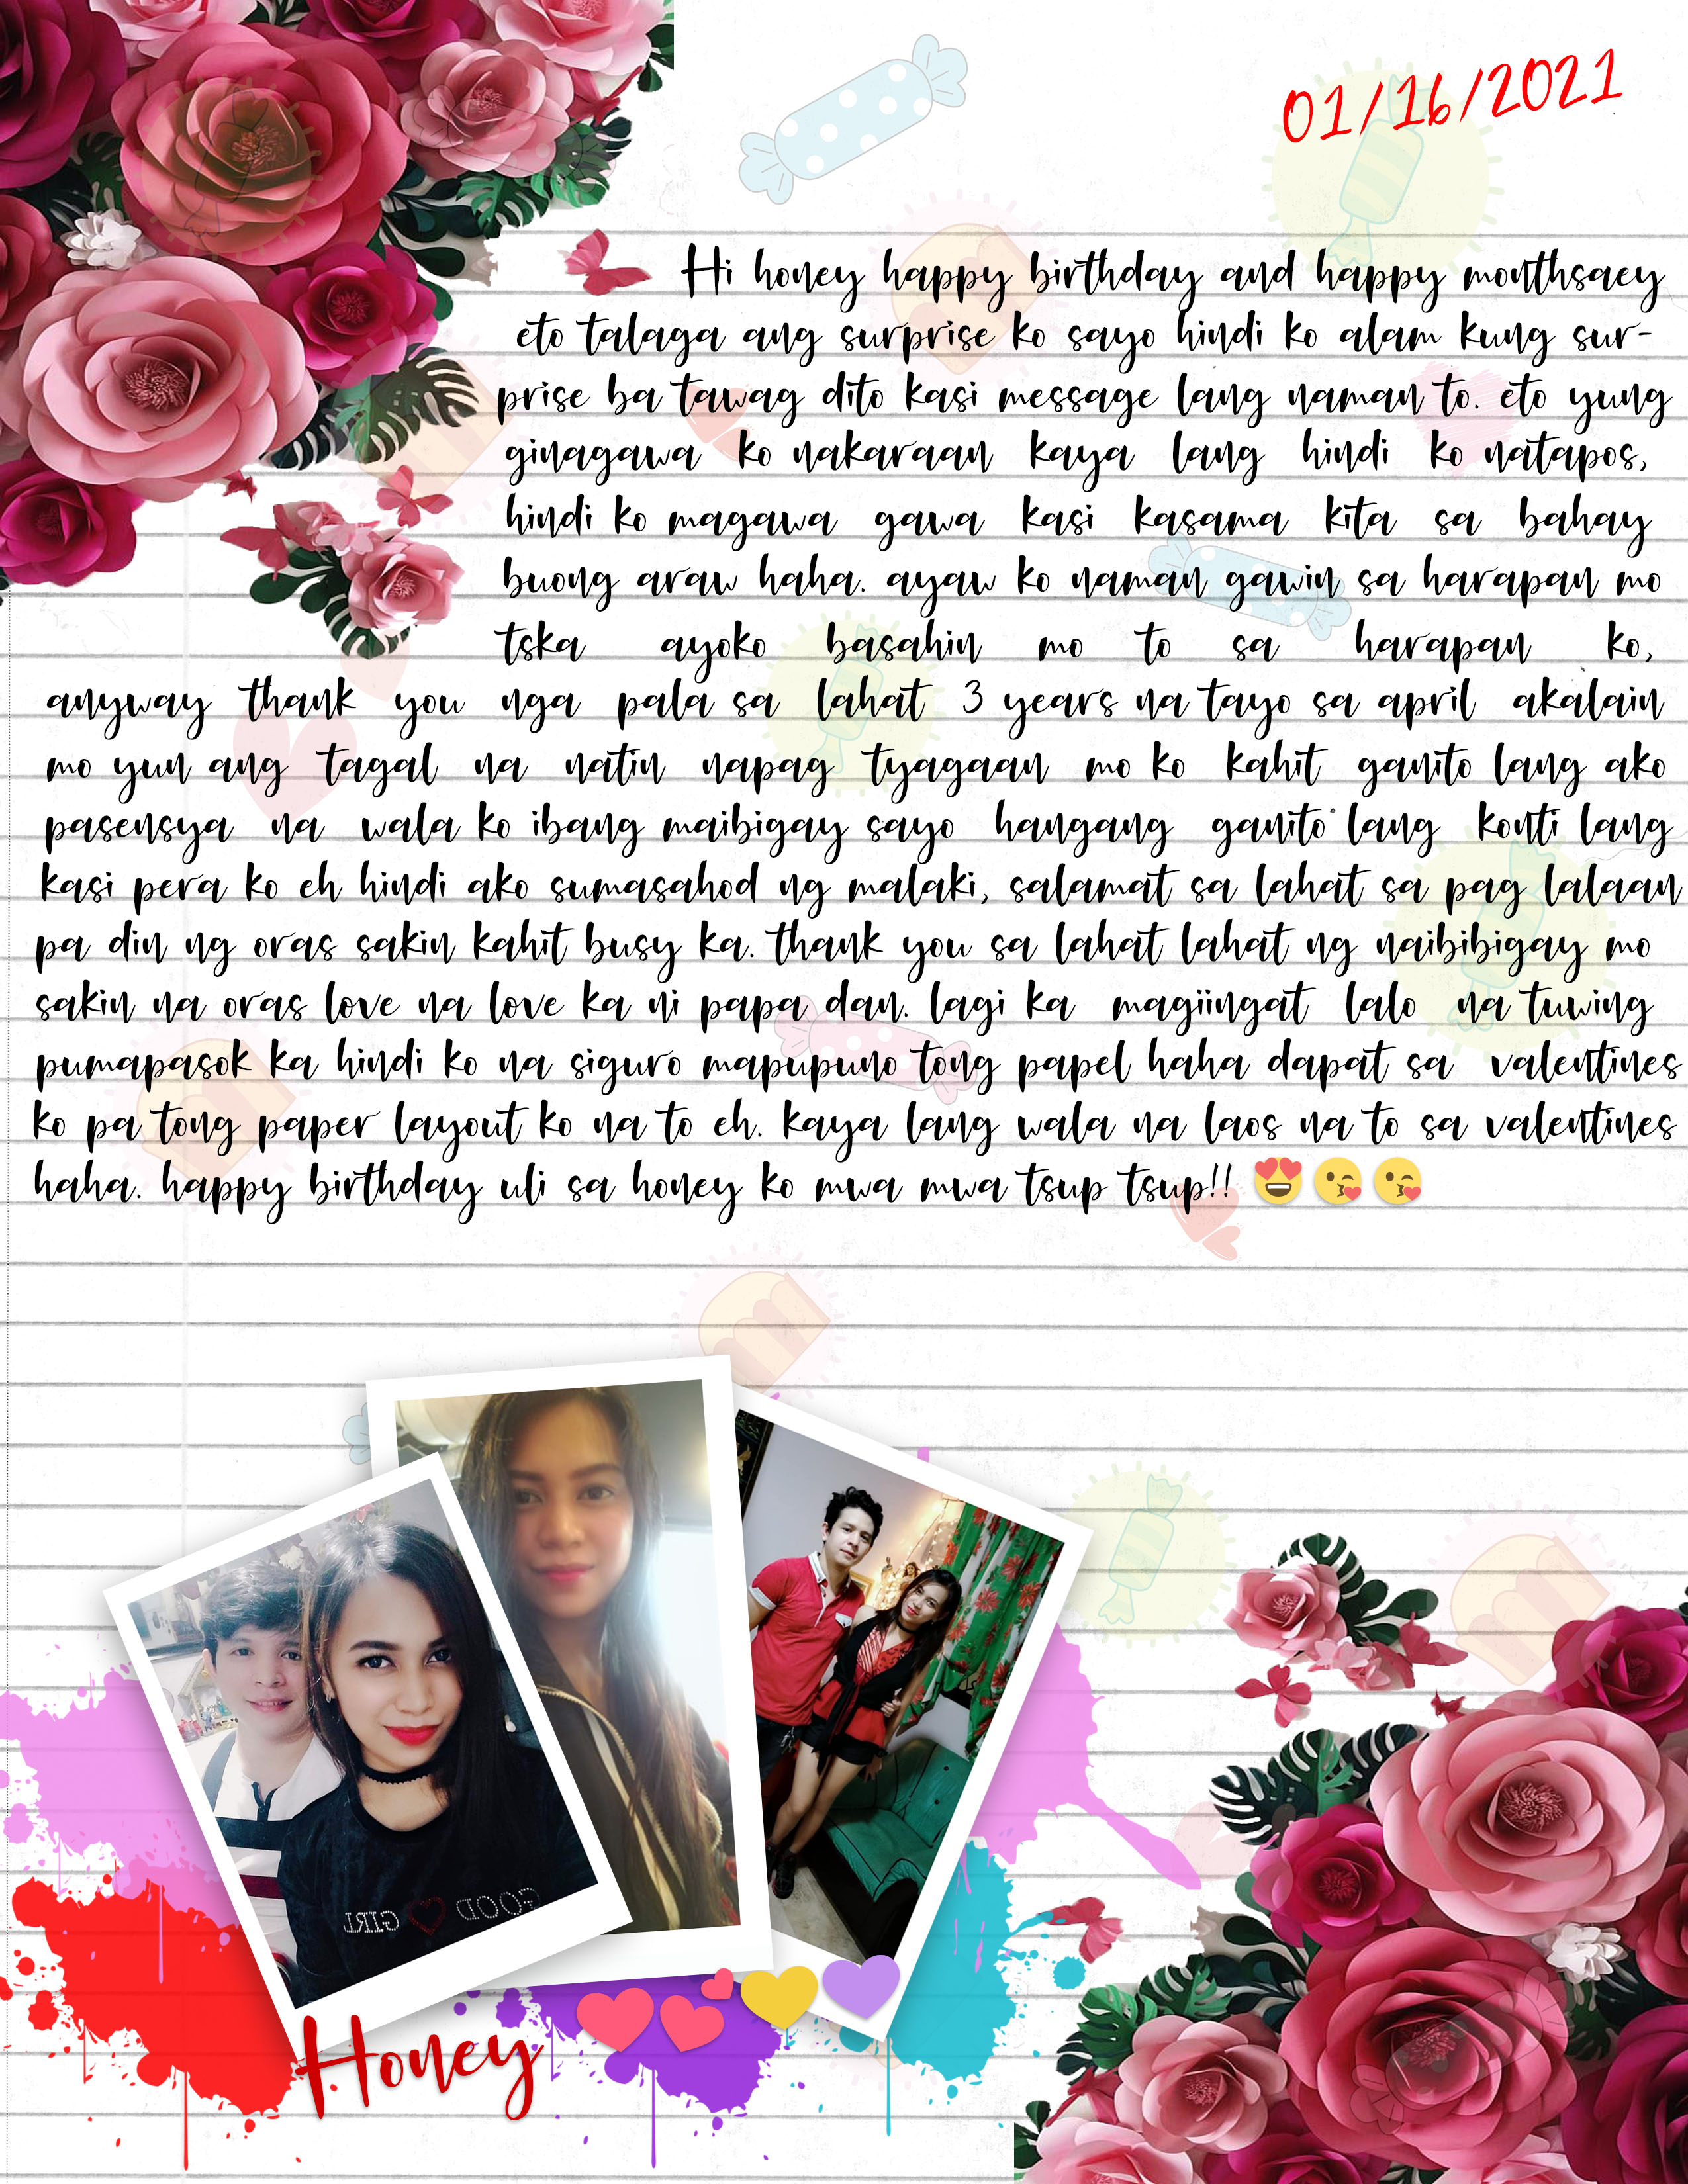 01/16/2021
Hi honey happy birthday and happy monthsaey
eto talaga ang surprise ko sayo hindi ko alam kung sur-
prise ba tawag dito kasi message lang naman to. eto yung
ginagawa ko nakaraan kaya lang hindi ko natapos,
hindi ko magawa gawa kasi kasama kita sa bahay
buong araw haha. ayaw ko naman gawin sa harapan mo
tska ayoko basahin mo to sa harapan ko,
anyway thank you nga pala sa lahat 3 years na tayo sa april akalain
mo yun ang tagal na natin napag tyagaan mo ko kahit ganito lang ako
pasensya na wala ko ibang maibigay sayo hangang ganito lang konti lang
kasi pera ko eh hindi ako sumasahod ng malaki, salamat sa lahat sa pag lalaan
pa din ng oras sakin kahit busy ka. thank you sa lahat lahat ng naibibigay mo
sakin na oras love na love ka ni papa dan. lagi ka magiingat lalo na tuwing
pumapasok ka hindi ko na siguro mapupuno tong papel haha dapat sa valentines
ko pa tong paper layout ko na to eh. kaya lang wala na laos na to sa valentines
haha. happy birthday uli sa honey ko mwa mwa tsup tsup!! 😍😘😘
GOOD GIRL
Honey